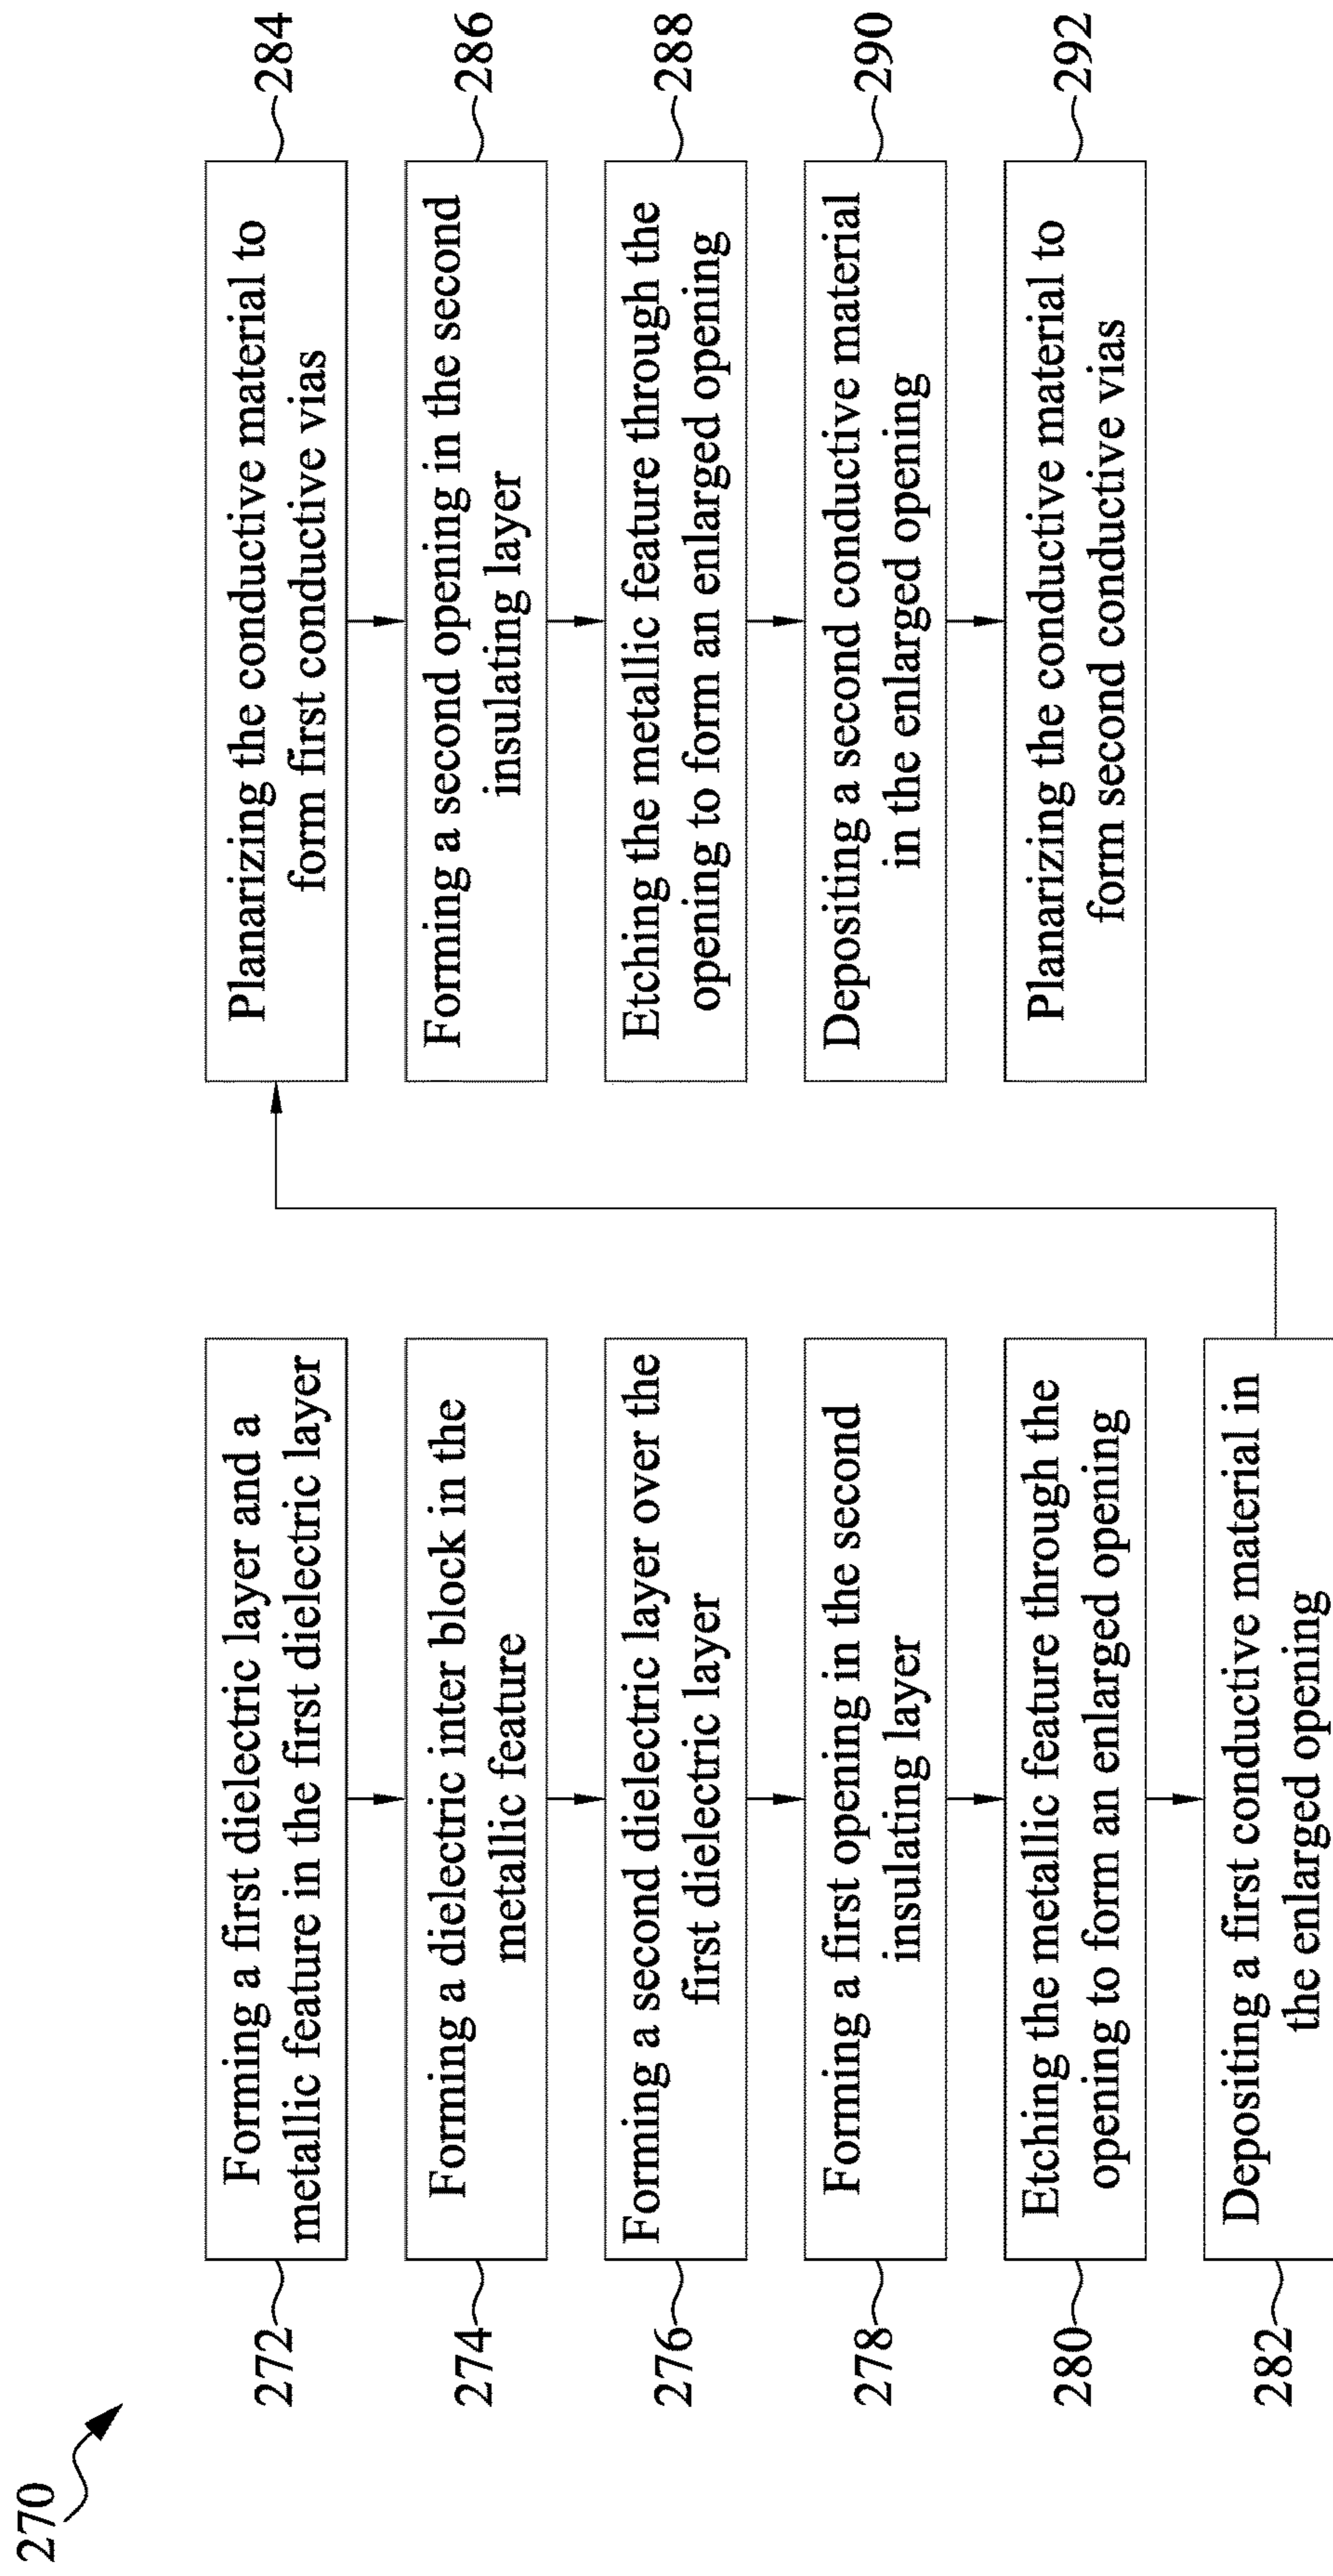 270
272
Forming a first dielectric layer and a
metallic feature in the first dielectric layer
274
Forming a dielectric inter block in the
metallic feature
276
Forming a second dielectric layer over the
first dielectric layer
278
Forming a first opening in the second
insulating layer
280
Etching the metallic feature through the
opening to form an enlarged opening
282
Depositing a first conductive material in
the enlarged opening
Planarizing the conductive material to
form first conductive vias
284
Forming a second opening in the second
insulating layer
286
Etching the metallic feature through the
opening to form an enlarged opening
288
Depositing a second conductive material
in the enlarged opening
290
Planarizing the conductive material to
form second conductive vias
292